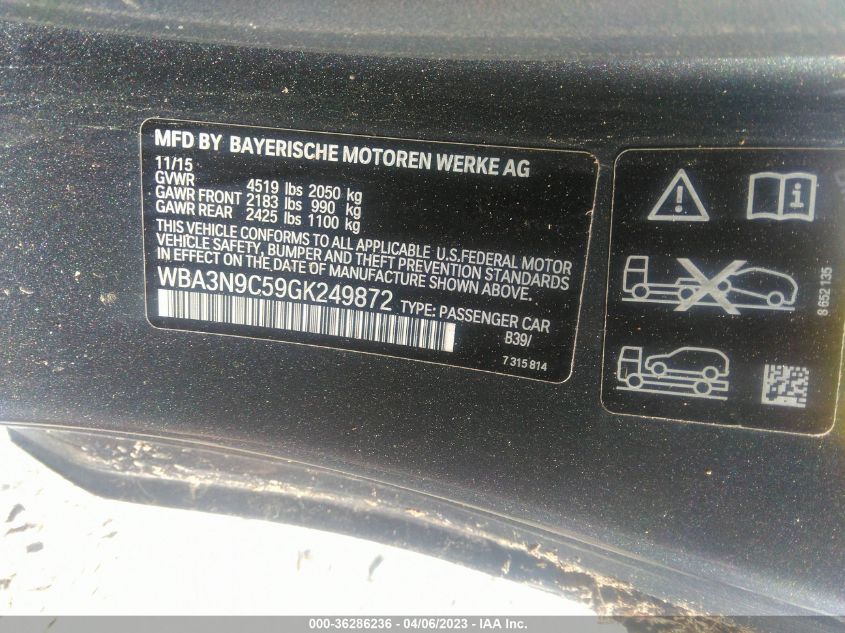 MFD BY BAYERISCHE MOTOREN WERKE AG
11/15
GVWR 4519 lbs 2050 kg
GAWR FRONT 2183 lbs 990 kg
GAWR REAR 2425 lbs 1100 kg
THIS VEHICLE CONFORMS TO ALL APPLICABLE U.S.FEDERAL MOTOR
VEHICLE SAFETY, BUMPER AND THEFT PREVENTION STANDARDS
IN EFFECT ON THE DATE OF MANUFACTURE SHOWN ABOVE.
WBA3N9C59GK249872 TYPE: PASSENGER CAR
B39/
7 315 814
8 652 135
000-36286236 - 04/06/2023 - IAA Inc.